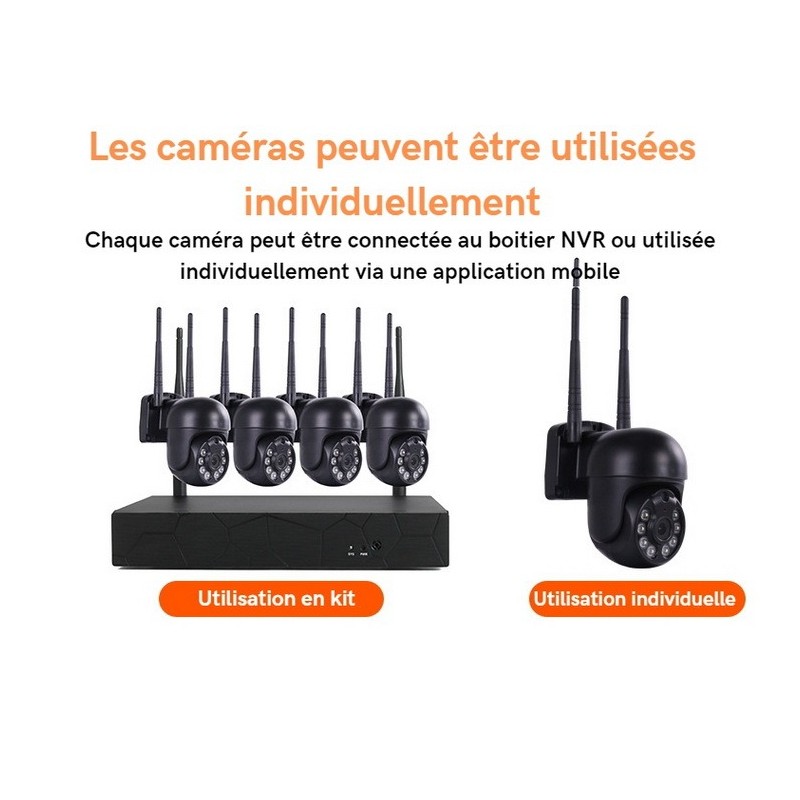 Les caméras peuvent être utilisées
individuellement
Chaque caméra peut être connectée au boitier NVR ou utilisée
individuellement via une application mobile
Utilisation en kit
Utilisation individuelle